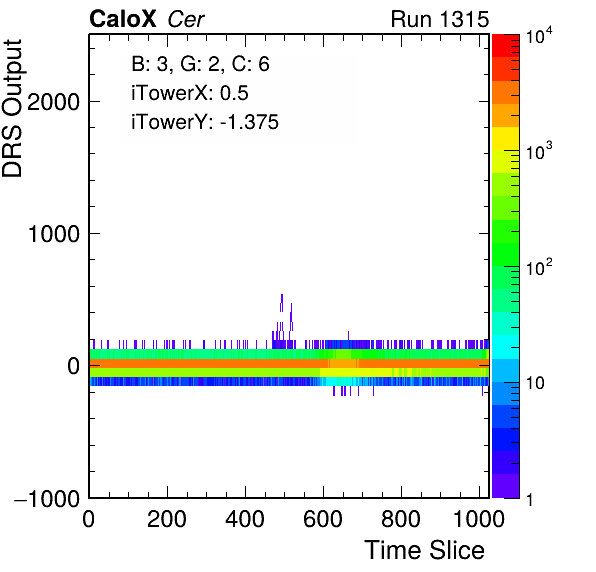 CaloX Cer Run 1315
B: 3, G: 2, C: 6
iTowerX: 0.5
iTowerY: -1.375
DRS Output
2000
1000
0
−1000
0 200 400 600 800 1000
Time Slice
10^4
10^3
10^2
10
1